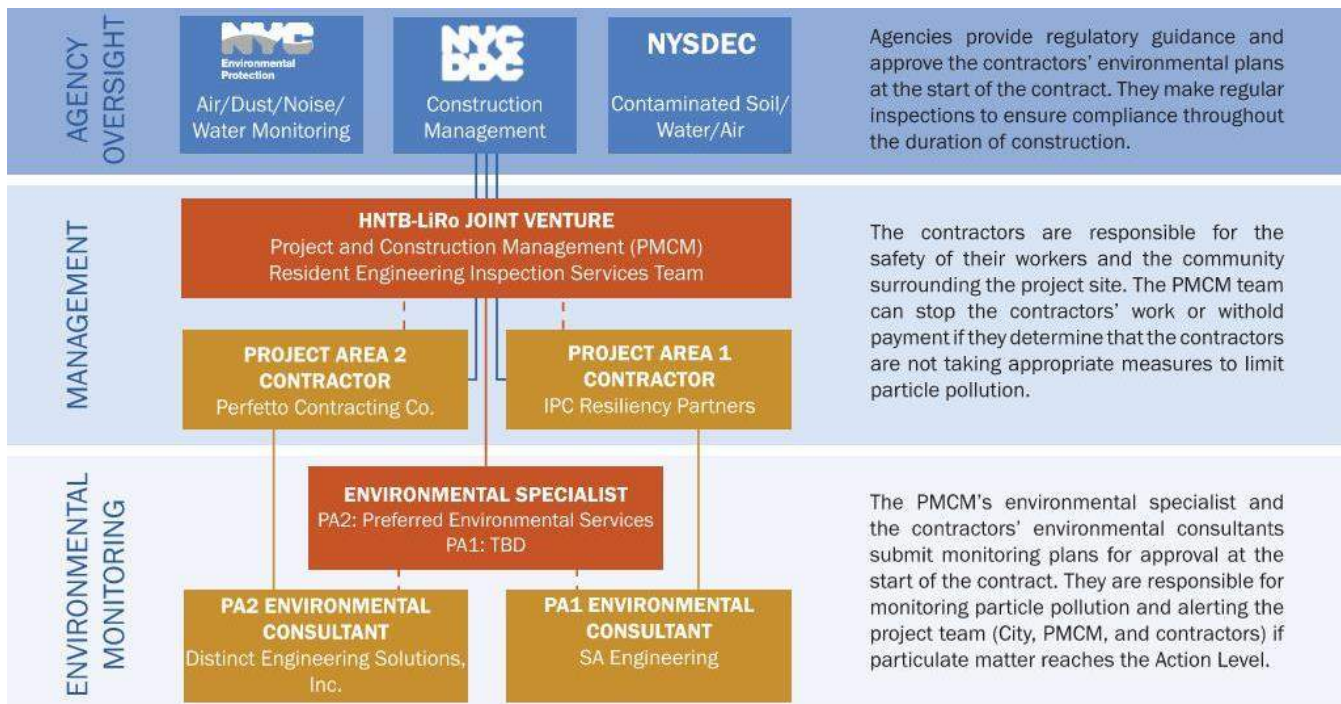 AGENCY
OVERSIGHT
NYC
Environmental
Protection
Air/Dust/Noise/
Water Monitoring
NYC
DDC
Construction
Management
NYSDEC
Contaminated Soil/
Water/Air
Agencies provide regulatory guidance and
approve the contractors' environmental plans
at the start of the contract. They make regular
inspections to ensure compliance throughout
the duration of construction.
MANAGEMENT
HNTB-LiRo JOINT VENTURE
Project and Construction Management (PMCM)
Resident Engineering Inspection Services Team
PROJECT AREA 2
CONTRACTOR
Perfetto Contracting Co.
PROJECT AREA 1
CONTRACTOR
IPC Resiliency Partners
The contractors are responsible for the
safety of their workers and the community
surrounding the project site. The PMCM team
can stop the contractors' work or withold
payment if they determine that the contractors
are not taking appropriate measures to limit
particle pollution.
ENVIRONMENTAL
MONITORING
ENVIRONMENTAL SPECIALIST
PA2: Preferred Environmental Services
PA1: TBD
PA2 ENVIRONMENTAL
CONSULTANT
Distinct Engineering Solutions,
Inc.
PA1 ENVIRONMENTAL
CONSULTANT
SA Engineering
The PMCM's environmental specialist and
the contractors' environmental consultants
submit monitoring plans for approval at the
start of the contract. They are responsible for
monitoring particle pollution and alerting the
project team (City, PMCM, and contractors) if
particulate matter reaches the Action Level.